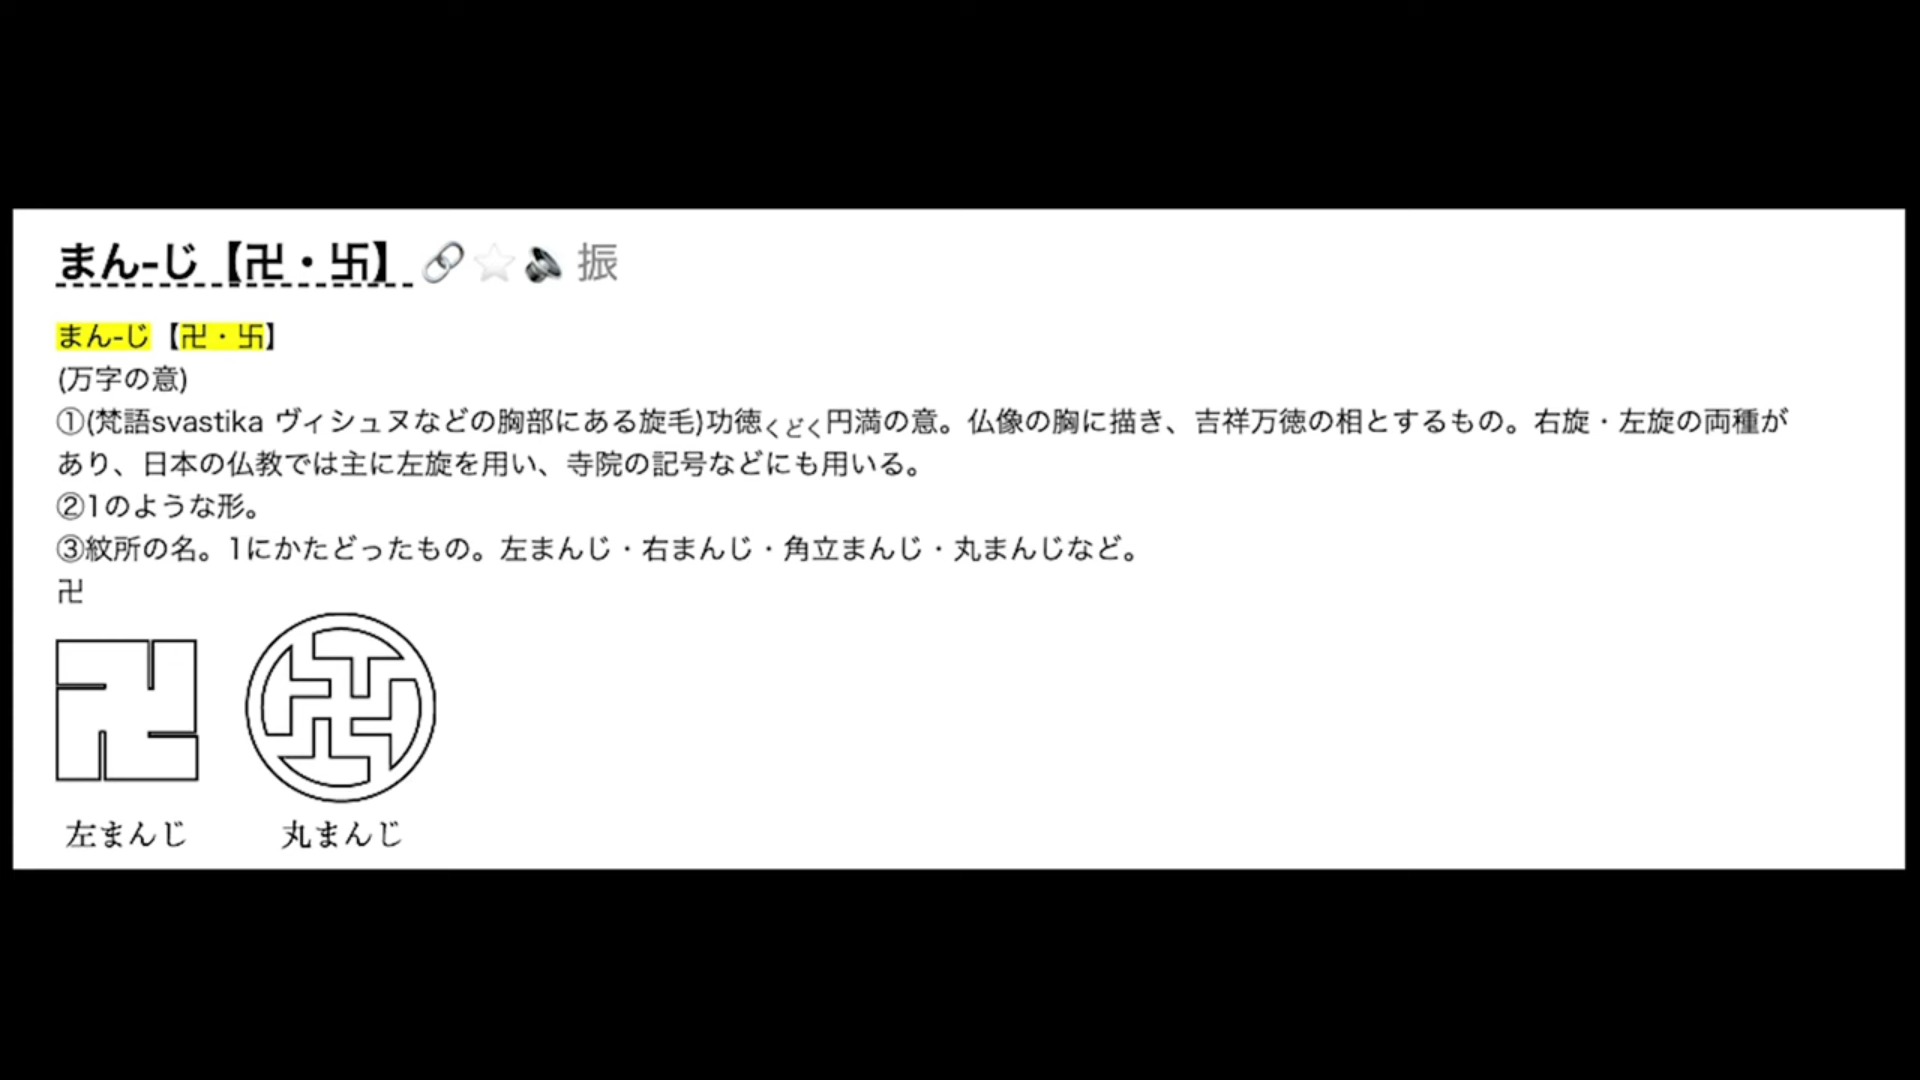 まん‐じ【卍・卐】 振
まん‐じ【卍・卐】
(万字の意)
①(梵語svastika ヴィシュヌなどの胸部にある旋毛)功徳くどく円満の意。仏像の胸に描き、吉祥万徳の相とするもの。右旋・左旋の両種が
あり、日本の仏教では主に左旋を用い、寺院の記号などにも用いる。
②1のような形。
③紋所の名。1にかたどったもの。左まんじ・右まんじ・角立まんじ・丸まんじなど。
卍
左まんじ 丸まんじ